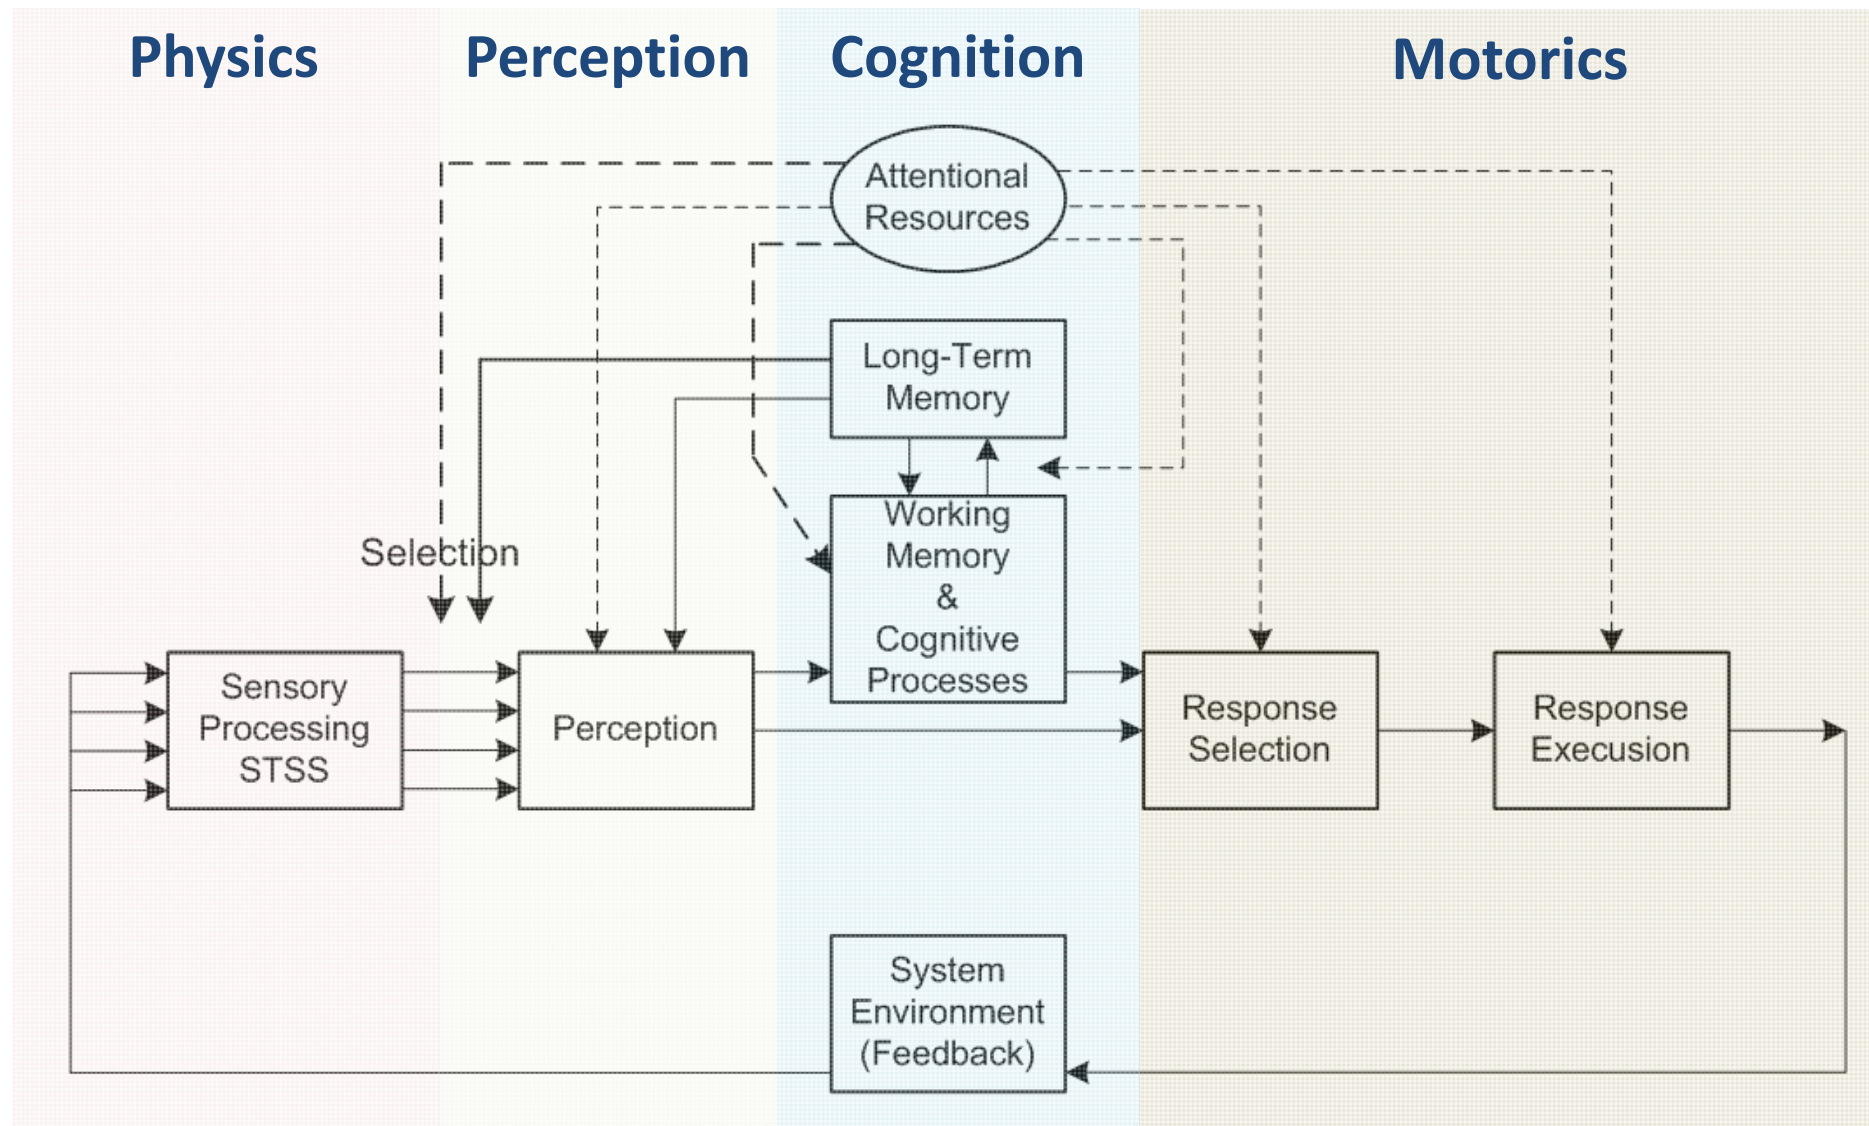 Physics
Perception
Cognition
Motorics
Attentional
Resources
Long-Term
Memory
Selection
Working
Memory
&
Cognitive
Processes
Sensory
Processing
STSS
Perception
Response
Selection
Response
Execusion
System
Environment
(Feedback)